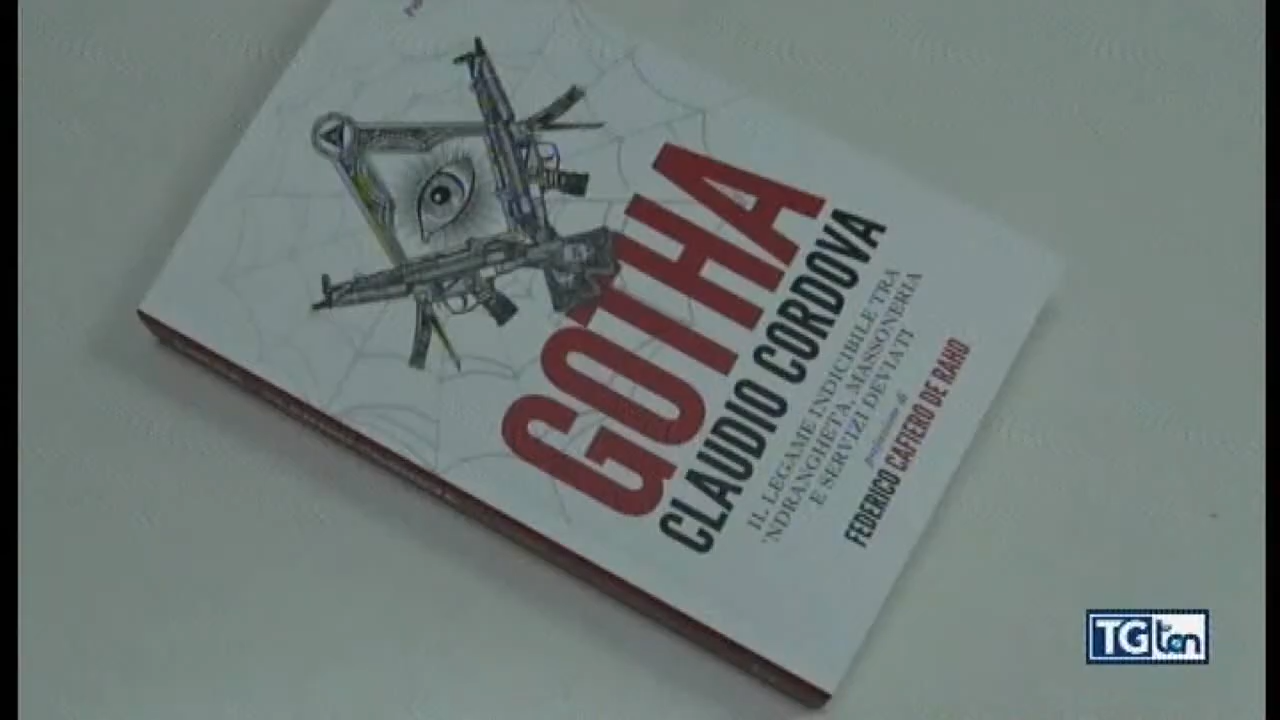 GOTHA
CLAUDIO CORDOVA
IL LEGAME INDICIBILE TRA
'NDRANGHETA, MASSONERIA
E SERVIZI DEVIATI
prefazione di
FEDERICO CAFIERO DE RAHO
TG ten